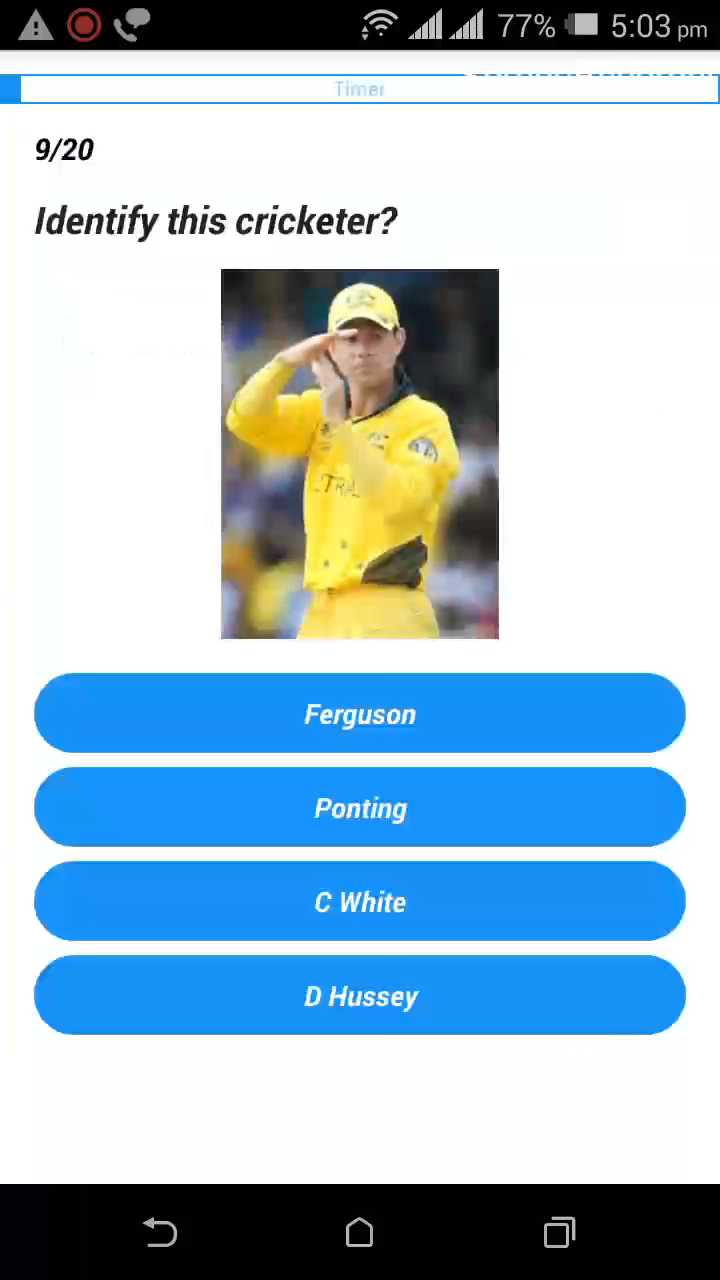 77% 5:03 pm
Timer
9/20
Identify this cricketer?
Ferguson
Ponting
C White
D Hussey